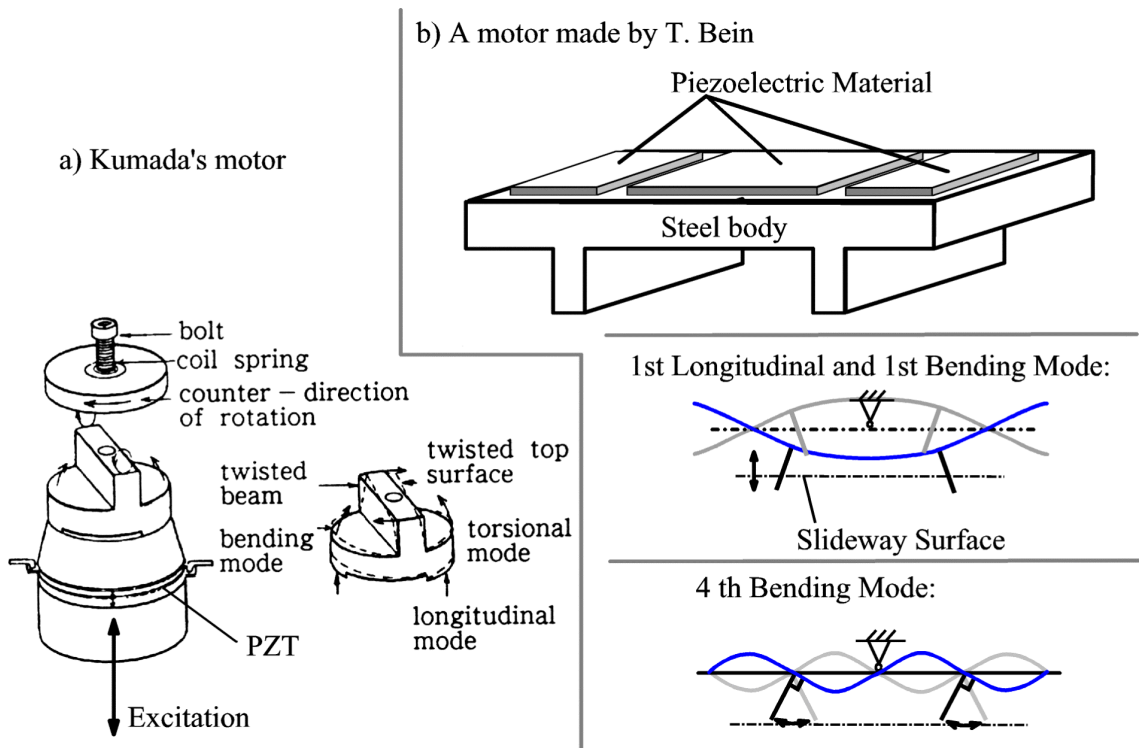 b) A motor made by T. Bein
Piezoelectric Material
Steel body
a) Kumada's motor
bolt
coil spring
counter – direction
of rotation
twisted
beam
bending
mode
twisted top
surface
torsional
mode
longitudinal
mode
PZT
Excitation
1st Longitudinal and 1st Bending Mode:
Slideway Surface
4 th Bending Mode: